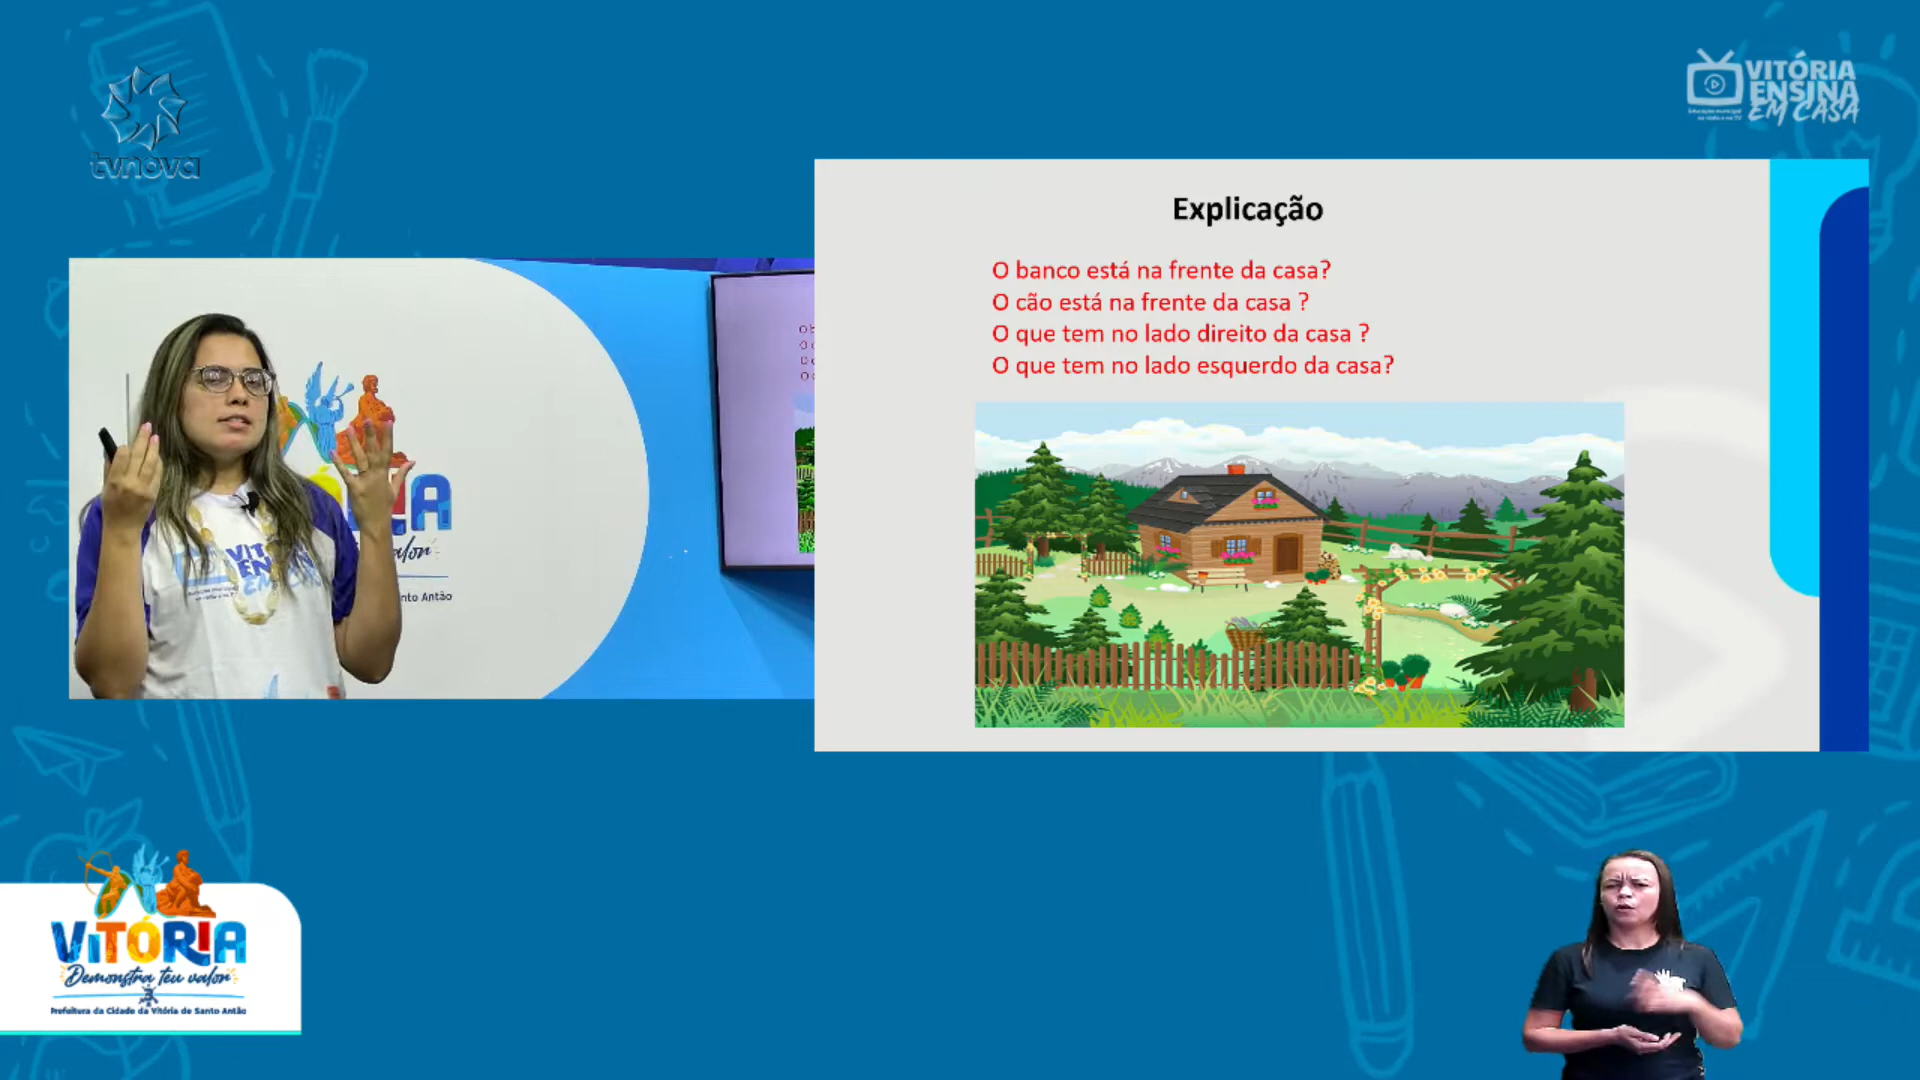 tvnova
VITÓRIA
ENSINA
EM CASA
Explicação
O banco está na frente da casa?
O cão está na frente da casa ?
O que tem no lado direito da casa ?
O que tem no lado esquerdo da casa?
VITÓRIA
Demonstra teu valor
Prefeitura da Cidade da Vitória de Santo Antão